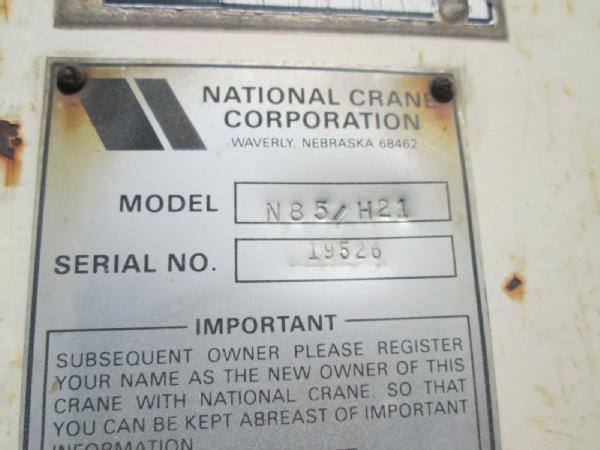 NATIONAL CRANE
CORPORATION
WAVERLY, NEBRASKA 68462
MODEL N85/H21
SERIAL NO. 19526
IMPORTANT
SUBSEQUENT OWNER PLEASE REGISTER
YOUR NAME AS THE NEW OWNER OF THIS
CRANE WITH NATIONAL CRANE SO THAT
YOU CAN BE KEPT ABREAST OF IMPORTANT
INFORMATION